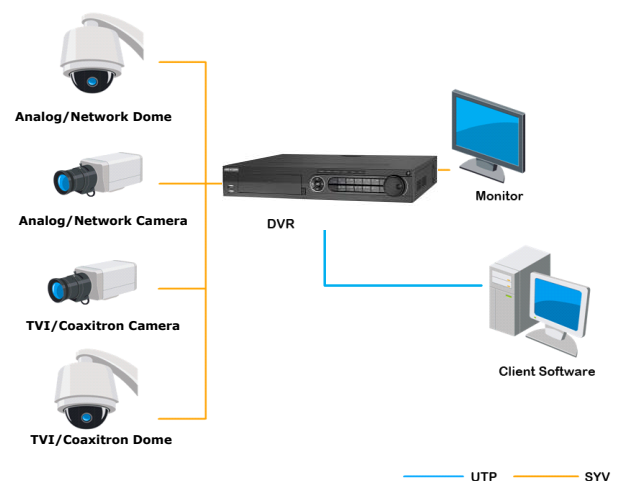 Analog/Network Dome
Analog/Network Camera
DVR
Monitor
TVI/Coaxitron Camera
Client Software
TVI/Coaxitron Dome
UTP
SYV